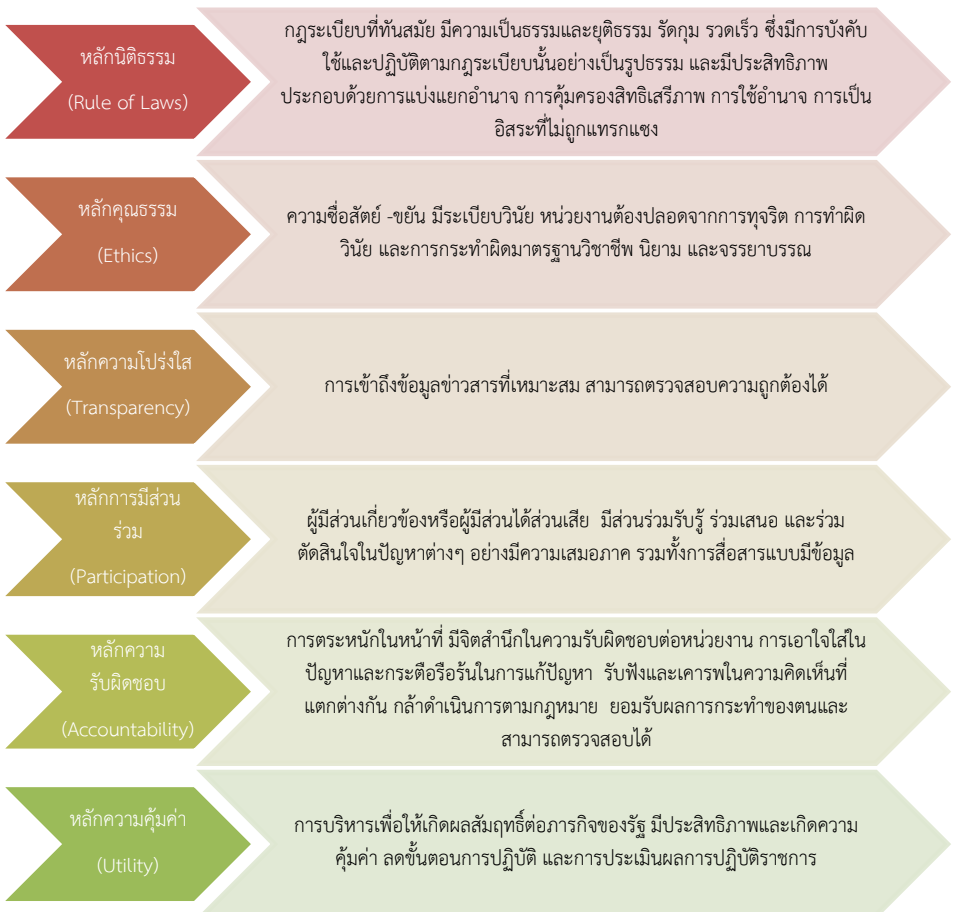 หลักนิติธรรม
(Rule of Laws)
กฎระเบียบที่ทันสมัย มีความเป็นธรรมและยุติธรรม รัดกุม รวดเร็ว ซึ่งมีการบังคับ
ใช้และปฏิบัติตามกฎระเบียบนั้นอย่างเป็นรูปธรรม และมีประสิทธิภาพ
ประกอบด้วยการแบ่งแยกอำนาจ การคุ้มครองสิทธิเสรีภาพ การใช้อำนาจ การเป็น
อิสระที่ไม่ถูกแทรกแซง
หลักคุณธรรม
(Ethics)
ความซื่อสัตย์ -ขยัน มีระเบียบวินัย หน่วยงานต้องปลอดจากการทุจริต การทำผิด
วินัย และการกระทำผิดมาตรฐานวิชาชีพ นิยาม และจรรยาบรรณ
หลักความโปร่งใส
(Transparency)
การเข้าถึงข้อมูลข่าวสารที่เหมาะสม สามารถตรวจสอบความถูกต้องได้
หลักการมีส่วน
ร่วม
(Participation)
ผู้มีส่วนเกี่ยวข้องหรือผู้มีส่วนได้ส่วนเสีย มีส่วนร่วมรับรู้ ร่วมเสนอ และร่วม
ตัดสินใจในปัญหาต่างๆ อย่างมีความเสมอภาค รวมทั้งการสื่อสารแบบมีข้อมูล
หลักความ
รับผิดชอบ
(Accountability)
การตระหนักในหน้าที่ มีจิตสำนึกในความรับผิดชอบต่อหน่วยงาน การเอาใจใส่ใน
ปัญหาและกระตือรือร้นในการแก้ปัญหา รับฟังและเคารพในความคิดเห็นที่
แตกต่างกัน กล้าดำเนินการตามกฎหมาย ยอมรับผลการกระทำของตนและ
สามารถตรวจสอบได้
หลักความคุ้มค่า
(Utility)
การบริหารเพื่อให้เกิดผลสัมฤทธิ์ต่อภารกิจของรัฐ มีประสิทธิภาพและเกิดความ
คุ้มค่า ลดขั้นตอนการปฏิบัติ และการประเมินผลการปฏิบัติราชการ